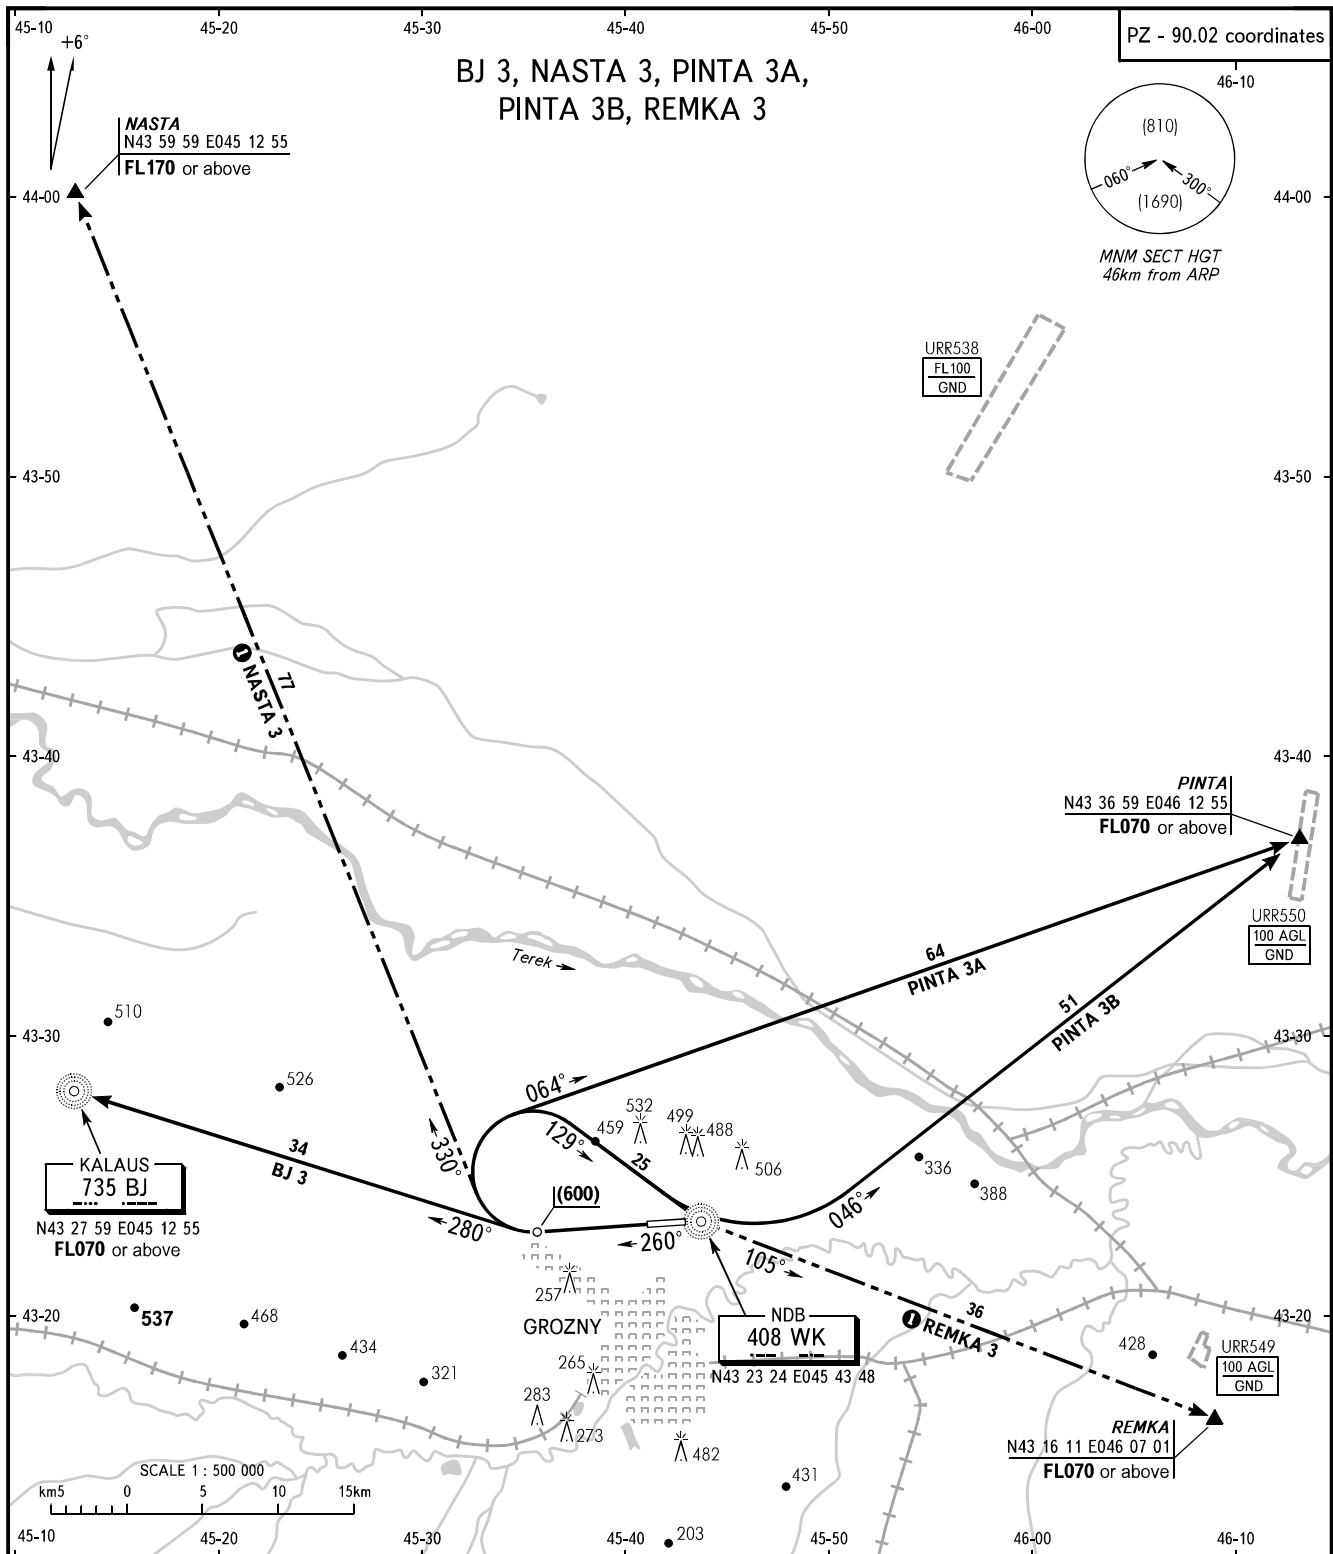 45-10
45-20
45-30
45-40
45-50
46-00
PZ - 90.02 coordinates
46-10
+6°
BJ 3, NASTA 3, PINTA 3A,
PINTA 3B, REMKA 3
NASTA
N43 59 59 E045 12 55
FL170 or above
(810)
060°
300°
(1690)
MNM SECT HGT
46km from ARP
44-00
44-00
URR538
FL100
GND
43-50
43-50
1 NASTA 3
77
43-40
43-40
PINTA
N43 36 59 E046 12 55
FL070 or above
URR550
100 AGL
GND
Terek
64
PINTA 3A
51
PINTA 3B
43-30
43-30
510
526
34
BJ 3
KALAUS
735 BJ
N43 27 59 E045 12 55
FL070 or above
330°
280°
064°
129°
25
459
532
499
488
506
(600)
260°
046°
105°
336
388
43-20
43-20
537
468
434
321
257
GROZNY
265
283
273
482
NDB
408 WK
N43 23 24 E045 43 48
36
1 REMKA 3
428
URR549
100 AGL
GND
REMKA
N43 16 11 E046 07 01
FL070 or above
431
203
SCALE 1 : 500 000
km5
0
5
10
15km
45-10
45-20
45-30
45-40
45-50
46-00
46-10